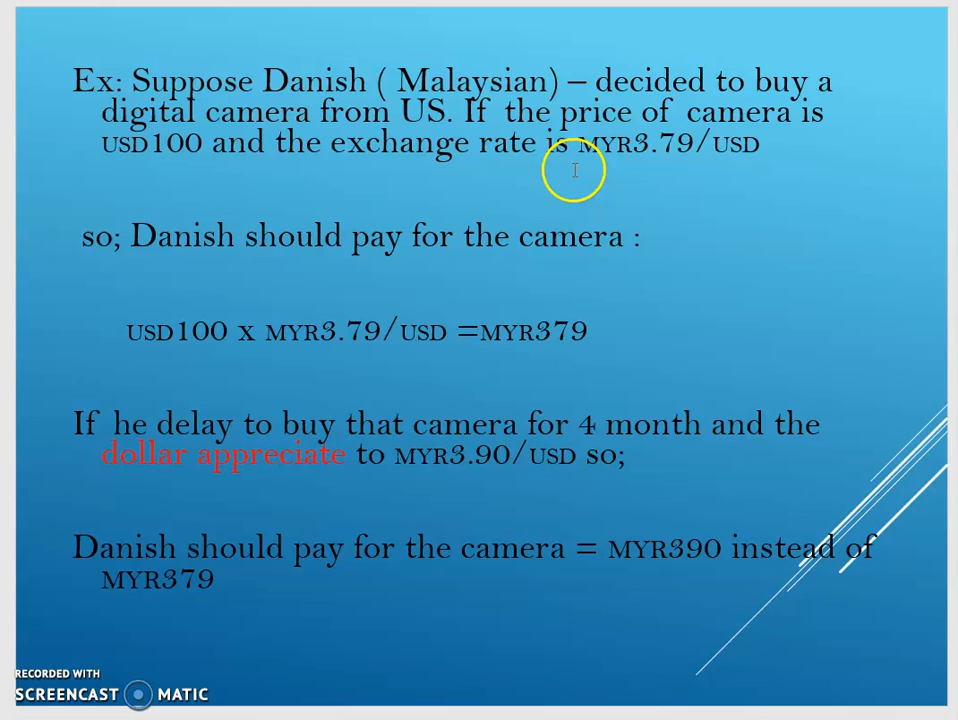 Ex: Suppose Danish ( Malaysian) – decided to buy a
digital camera from US. If the price of camera is
USD100 and the exchange rate is MYR3.79/USD
so; Danish should pay for the camera :
USD100 x MYR3.79/USD =MYR379
If he delay to buy that camera for 4 month and the
dollar appreciate to MYR3.90/USD so;
Danish should pay for the camera = MYR390 instead of
MYR379
RECORDED WITH
SCREENCAST MATIC